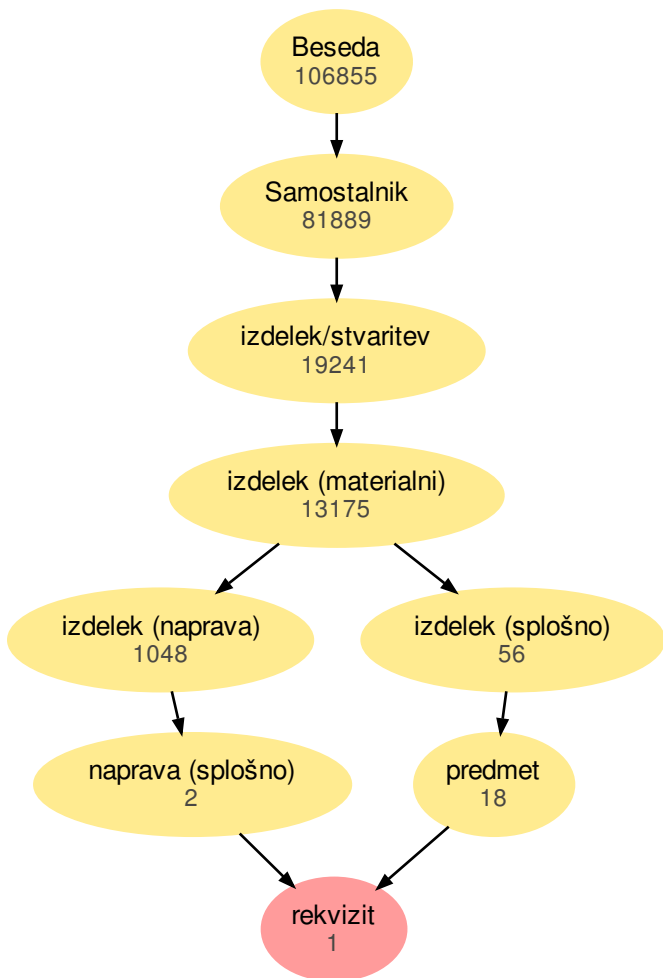 Beseda
106855
Samostalnik
81889
izdelek/stvaritev
19241
izdelek (materialni)
13175
izdelek (naprava)
1048
izdelek (splošno)
56
naprava (splošno)
2
predmet
18
rekvizit
1